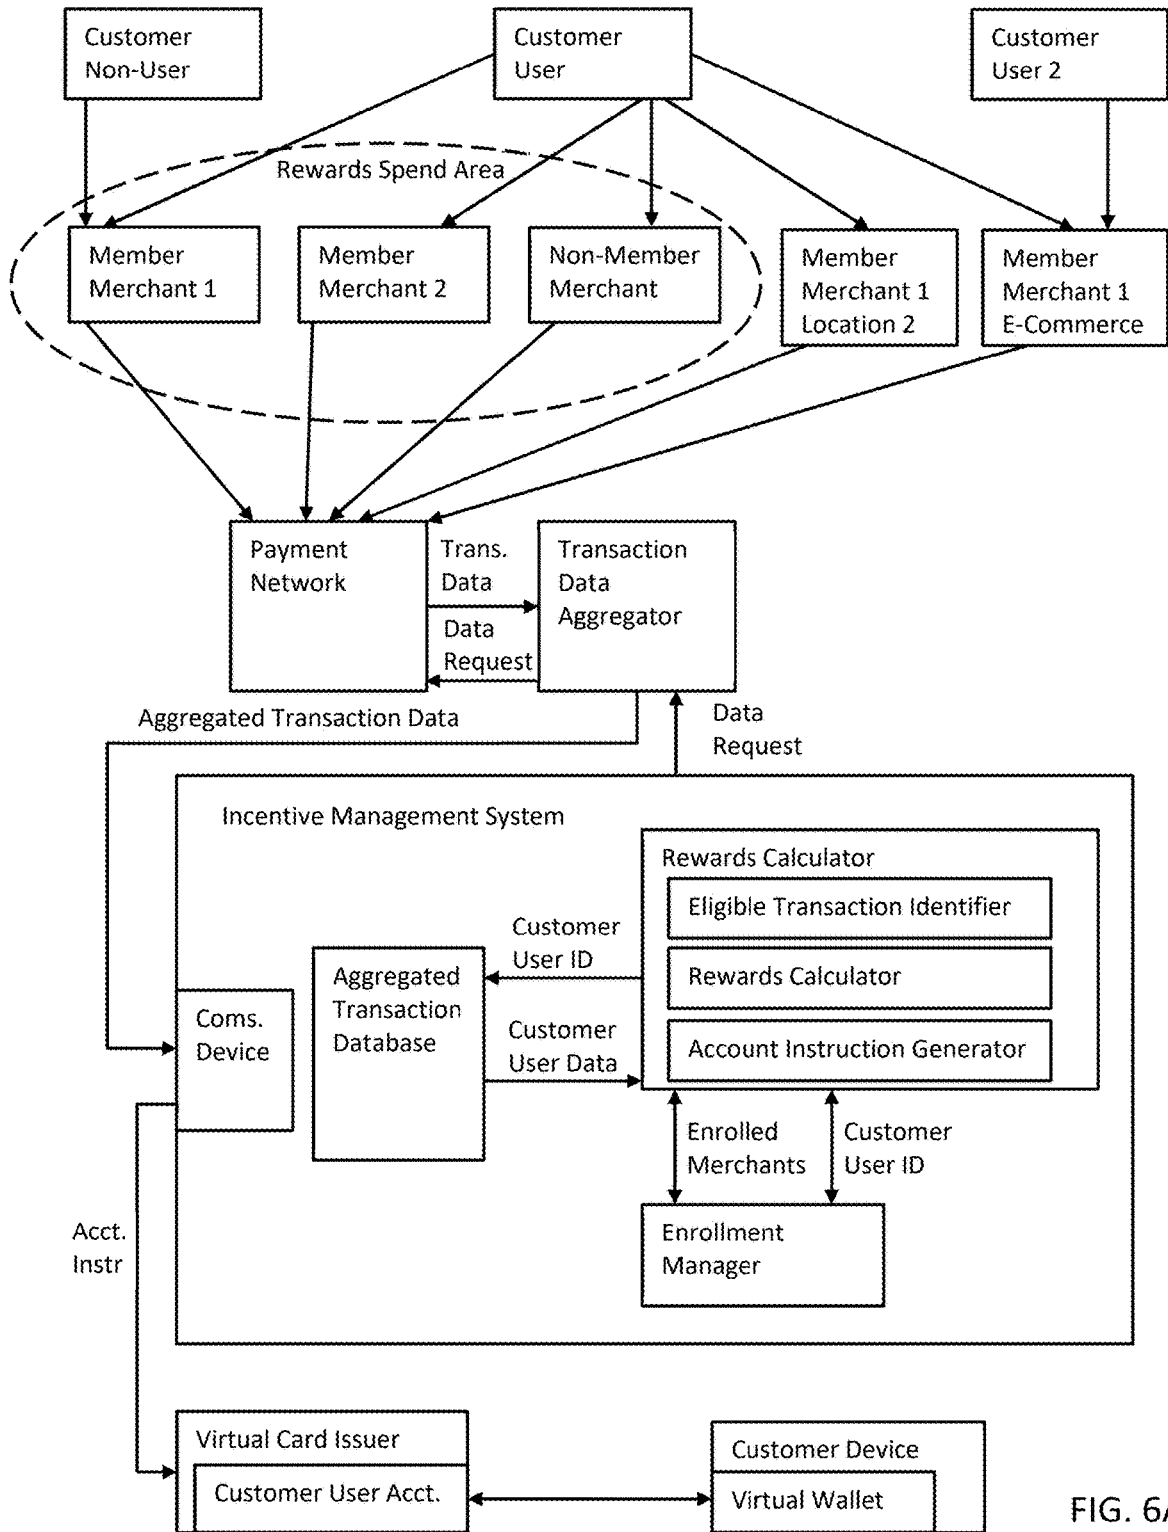 Customer
Non-User
Customer
User
Customer
User 2
Rewards Spend Area
Member
Merchant 1
Member
Merchant 2
Non-Member
Merchant
Member
Merchant 1
Location 2
Member
Merchant 1
E-Commerce
Payment
Network
Trans.
Data
Data
Request
Transaction
Data
Aggregator
Aggregated Transaction Data
Data
Request
Incentive Management System
Rewards Calculator
Eligible Transaction Identifier
Rewards Calculator
Account Instruction Generator
Customer
User ID
Aggregated
Transaction
Database
Customer
User Data
Coms.
Device
Enrolled
Merchants
Customer
User ID
Enrollment
Manager
Acct.
Instr
Virtual Card Issuer
Customer User Acct.
Customer Device
Virtual Wallet
FIG. 6A